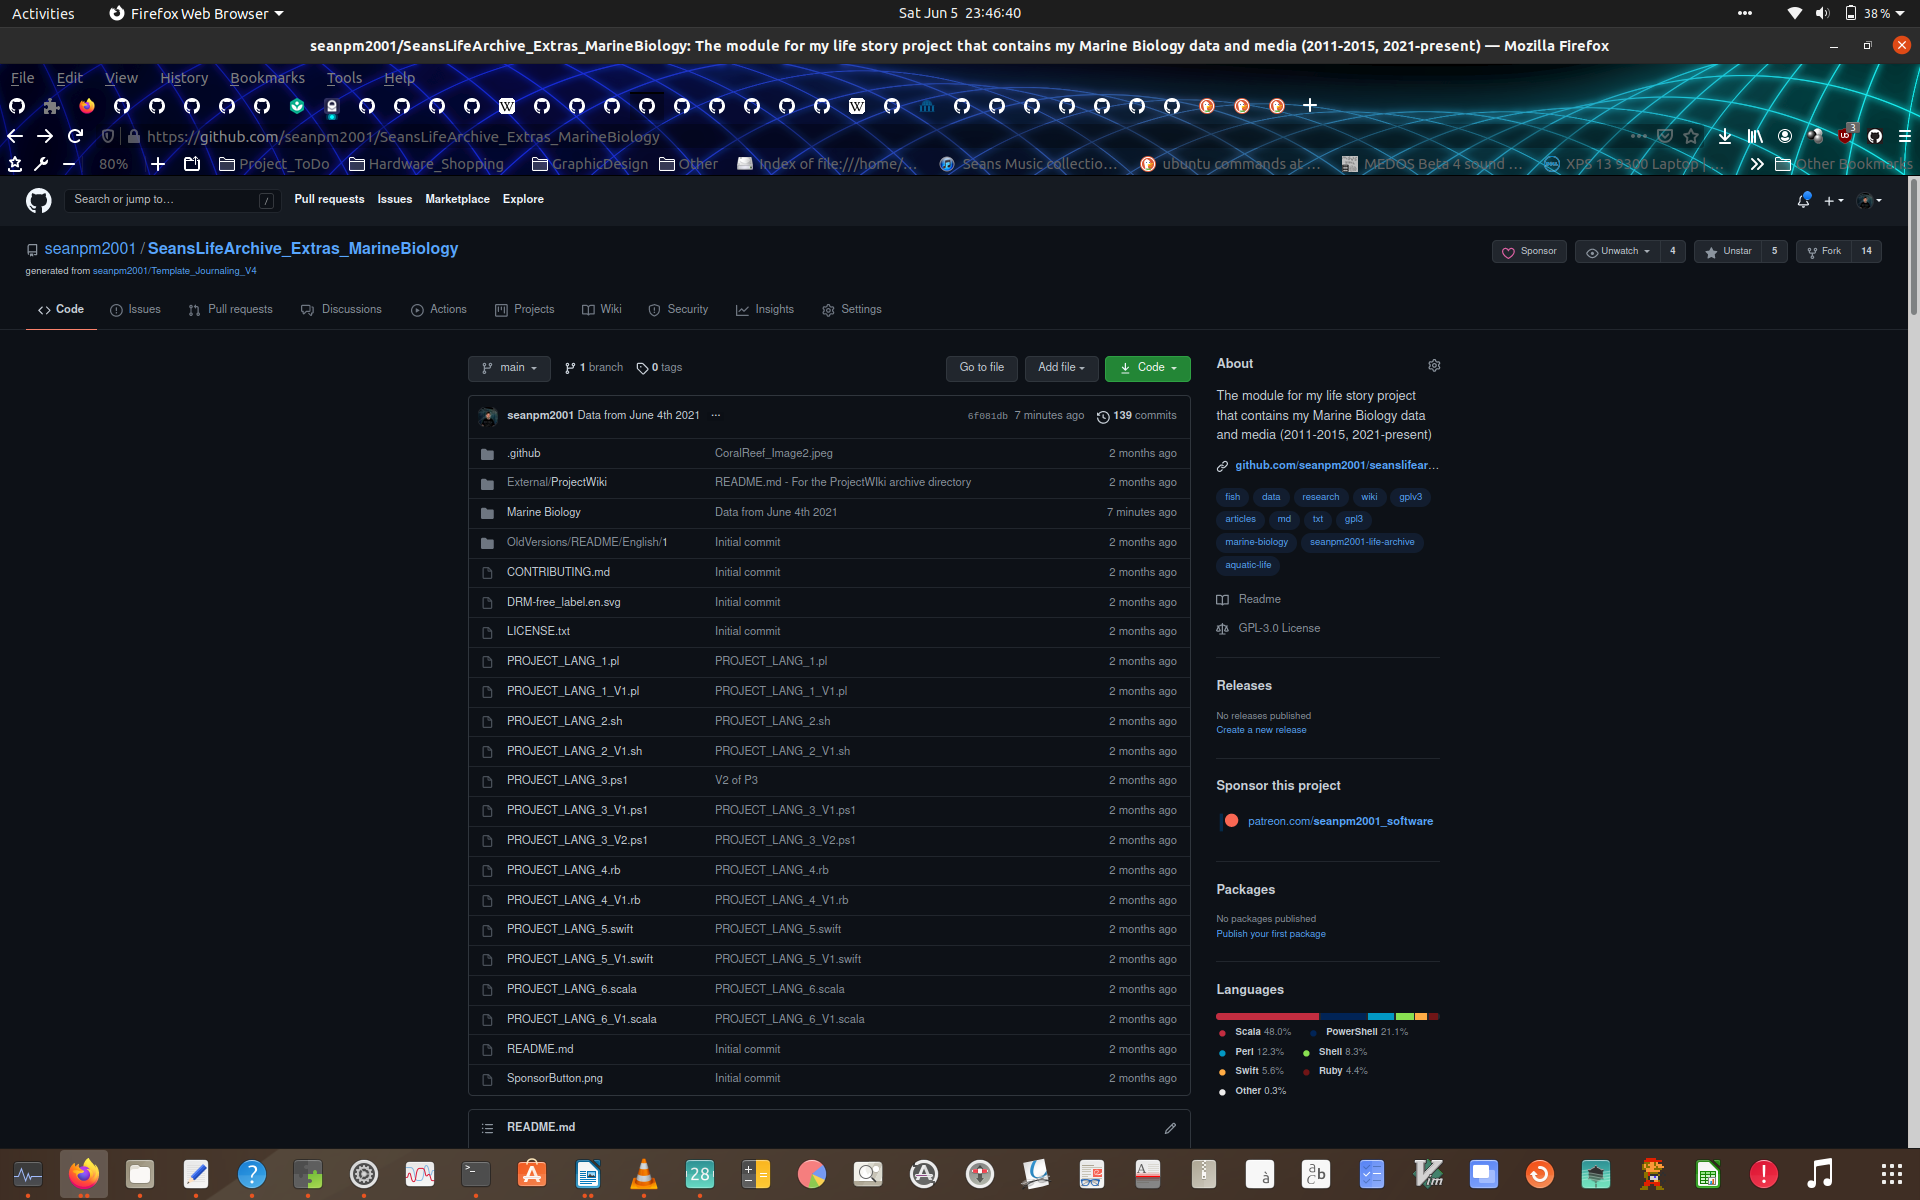 Activities
Firefox Web Browser
Sat Jun 5 23:46:40
38 %
seanpm2001/SeansLifeArchive_Extras_MarineBiology: The module for my life story project that contains my Marine Biology data and media (2011-2015, 2021-present) — Mozilla Firefox
File Edit View History Bookmarks Tools Help
https://github.com/seanpm2001/SeansLifeArchive_Extras_MarineBiology
3
80%
Project_ToDo
Hardware_Shopping
GraphicDesign
Other
Index of file:///home/...
Seans Music collectio...
ubuntu commands at ...
MEDOS Beta 4 sound ...
XPS 13 9300 Laptop | ...
Other Bookmarks
Search or jump to… /
Pull requests Issues Marketplace Explore
seanpm2001 / SeansLifeArchive_Extras_MarineBiology
generated from seanpm2001/Template_Journaling_V4
Sponsor
Unwatch 4
Unstar 5
Fork 14
Code Issues Pull requests Discussions Actions Projects Wiki Security Insights Settings
main 1 branch 0 tags
Go to file Add file Code
seanpm2001 Data from June 4th 2021 ... 6f081db 7 minutes ago 139 commits
.github CoralReef_Image2.jpeg 2 months ago
External/ProjectWiki README.md - For the ProjectWIki archive directory 2 months ago
Marine Biology Data from June 4th 2021 7 minutes ago
OldVersions/README/English/1 Initial commit 2 months ago
CONTRIBUTING.md Initial commit 2 months ago
DRM-free_label.en.svg Initial commit 2 months ago
LICENSE.txt Initial commit 2 months ago
PROJECT_LANG_1.pl PROJECT_LANG_1.pl 2 months ago
PROJECT_LANG_1_V1.pl PROJECT_LANG_1_V1.pl 2 months ago
PROJECT_LANG_2.sh PROJECT_LANG_2.sh 2 months ago
PROJECT_LANG_2_V1.sh PROJECT_LANG_2_V1.sh 2 months ago
PROJECT_LANG_3.ps1 V2 of P3 2 months ago
PROJECT_LANG_3_V1.ps1 PROJECT_LANG_3_V1.ps1 2 months ago
PROJECT_LANG_3_V2.ps1 PROJECT_LANG_3_V2.ps1 2 months ago
PROJECT_LANG_4.rb PROJECT_LANG_4.rb 2 months ago
PROJECT_LANG_4_V1.rb PROJECT_LANG_4_V1.rb 2 months ago
PROJECT_LANG_5.swift PROJECT_LANG_5.swift 2 months ago
PROJECT_LANG_5_V1.swift PROJECT_LANG_5_V1.swift 2 months ago
PROJECT_LANG_6.scala PROJECT_LANG_6.scala 2 months ago
PROJECT_LANG_6_V1.scala PROJECT_LANG_6_V1.scala 2 months ago
README.md Initial commit 2 months ago
SponsorButton.png Initial commit 2 months ago
README.md
About
The module for my life story project
that contains my Marine Biology data
and media (2011-2015, 2021-present)
github.com/seanpm2001/seanslifear...
fish data research wiki gplv3
articles md txt gpl3
marine-biology seanpm2001-life-archive
aquatic-life
Readme
GPL-3.0 License
Releases
No releases published
Create a new release
Sponsor this project
patreon.com/seanpm2001_software
Packages
No packages published
Publish your first package
Languages
Scala 48.0% PowerShell 21.1%
Perl 12.3% Shell 8.3%
Swift 5.6% Ruby 4.4%
Other 0.3%
28